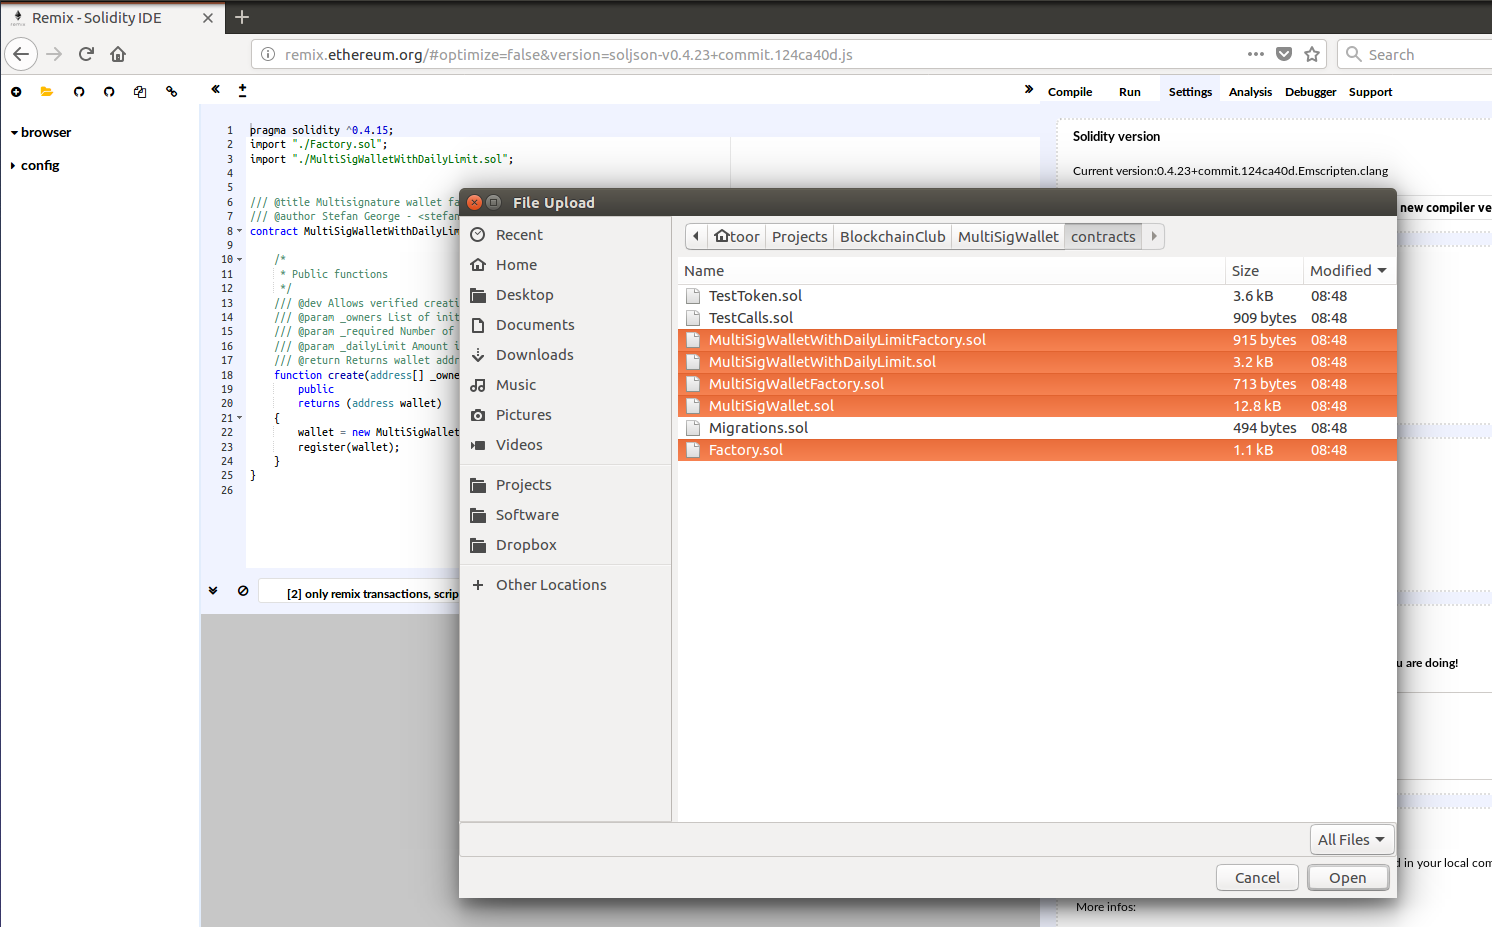 Remix - Solidity IDE
remix.ethereum.org/#optimize=false&version=soljson-v0.4.23+commit.124ca40d.js
Search
Compile Run Settings Analysis Debugger Support
browser
config
1 pragma solidity ^0.4.15;
2 import "./Factory.sol";
3 import "./MultiSigWalletWithDailyLimit.sol";
4
5
6 /// @title Multisignature wallet fa
7 /// @author Stefan George - <stefan
8 contract MultiSigWalletWithDailyLim
9
10 /*
11 * Public functions
12 */
13 /// @dev Allows verified creati
14 /// @param _owners List of init
15 /// @param _required Number of
16 /// @param _dailyLimit Amount i
17 /// @return Returns wallet addr
18 function create(address[] _owne
19 public
20 returns (address wallet)
21 {
22 wallet = new MultiSigWallet
23 register(wallet);
24 }
25 }
26
[2] only remix transactions, scrip
Solidity version
Current version:0.4.23+commit.124ca40d.Emscripten.clang
new compiler ve
u are doing!
d in your local com
More infos:
File Upload
Recent
Home
Desktop
Documents
Downloads
Music
Pictures
Videos
Projects
Software
Dropbox
Other Locations
toor Projects BlockchainClub MultiSigWallet contracts
Name Size Modified
TestToken.sol 3.6 kB 08:48
TestCalls.sol 909 bytes 08:48
MultiSigWalletWithDailyLimitFactory.sol 915 bytes 08:48
MultiSigWalletWithDailyLimit.sol 3.2 kB 08:48
MultiSigWalletFactory.sol 713 bytes 08:48
MultiSigWallet.sol 12.8 kB 08:48
Migrations.sol 494 bytes 08:48
Factory.sol 1.1 kB 08:48
All Files
Cancel Open